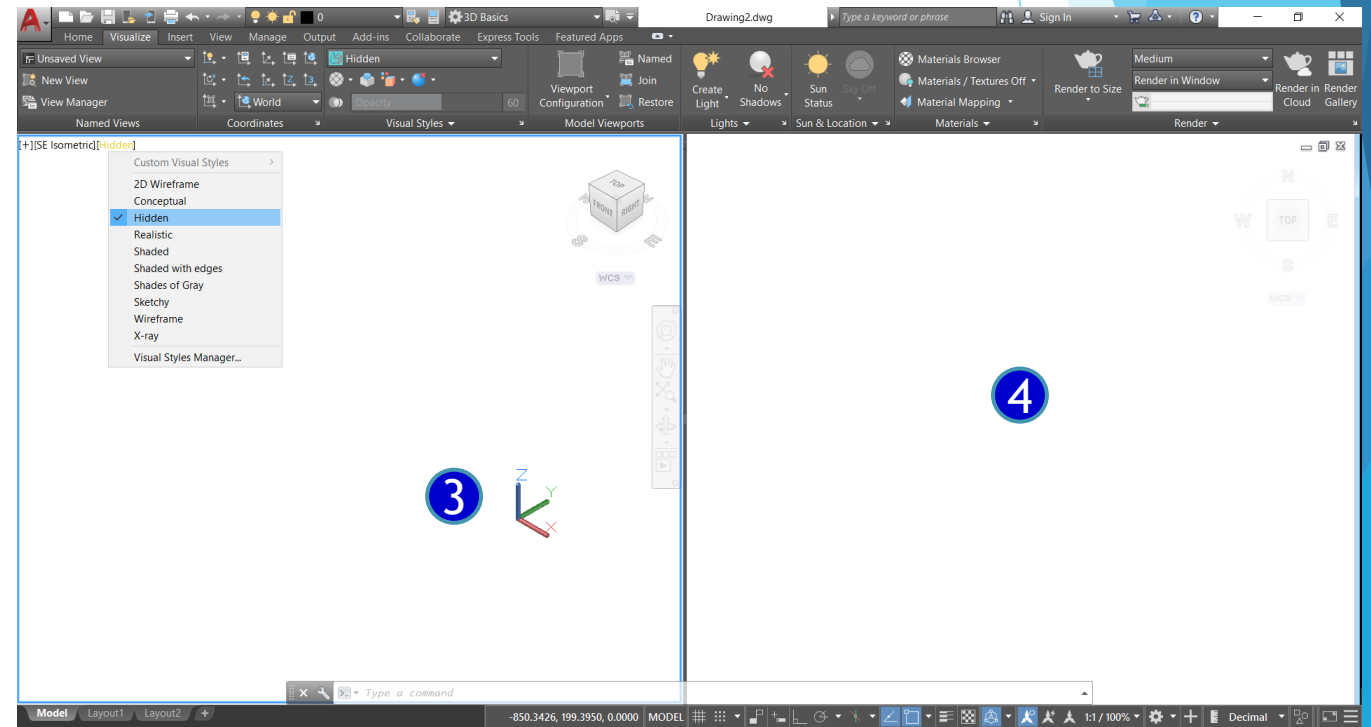 A 0 3D Basics Drawing2.dwg Type a keyword or phrase Sign In
Home Visualize Insert View Manage Output Add-ins Collaborate Express Tools Featured Apps
Unsaved View Hidden Named Materials Browser Medium
New View Join Materials / Textures Off Render in Window
View Manager World Opacity 60 Restore Material Mapping
Viewport Configuration
Create Light
No Shadows
Sun Status
Sky Off
Render to Size
Render in Cloud
Render Gallery
Named Views Coordinates Visual Styles Model Viewports Lights Sun & Location Materials Render
[+][SE Isometric][Hidden]
Custom Visual Styles
2D Wireframe
Conceptual
Hidden
Realistic
Shaded
Shaded with edges
Shades of Gray
Sketchy
Wireframe
X-ray
Visual Styles Manager...
TOP
FRONT RIGHT
S E
WCS
N
W TOP E
S
WCS
4
3
Z
Y
X
Type a command
Model Layout1 Layout2 + -850.3426, 199.3950, 0.0000 MODEL 1:1 / 100% Decimal